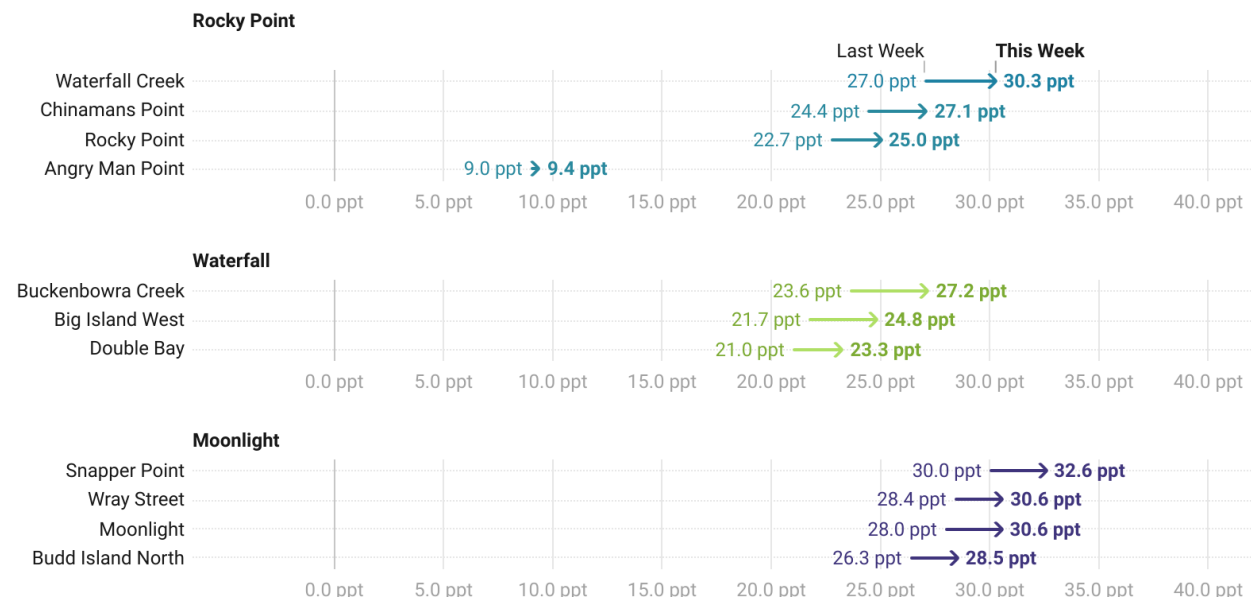 Rocky Point
Last Week This Week
Waterfall Creek 27.0 ppt 30.3 ppt
Chinamans Point 24.4 ppt 27.1 ppt
Rocky Point 22.7 ppt 25.0 ppt
Angry Man Point 9.0 ppt 9.4 ppt
0.0 ppt 5.0 ppt 10.0 ppt 15.0 ppt 20.0 ppt 25.0 ppt 30.0 ppt 35.0 ppt 40.0 ppt
Waterfall
Buckenbowra Creek 23.6 ppt 27.2 ppt
Big Island West 21.7 ppt 24.8 ppt
Double Bay 21.0 ppt 23.3 ppt
0.0 ppt 5.0 ppt 10.0 ppt 15.0 ppt 20.0 ppt 25.0 ppt 30.0 ppt 35.0 ppt 40.0 ppt
Moonlight
Snapper Point 30.0 ppt 32.6 ppt
Wray Street 28.4 ppt 30.6 ppt
Moonlight 28.0 ppt 30.6 ppt
Budd Island North 26.3 ppt 28.5 ppt
0.0 ppt 5.0 ppt 10.0 ppt 15.0 ppt 20.0 ppt 25.0 ppt 30.0 ppt 35.0 ppt 40.0 ppt